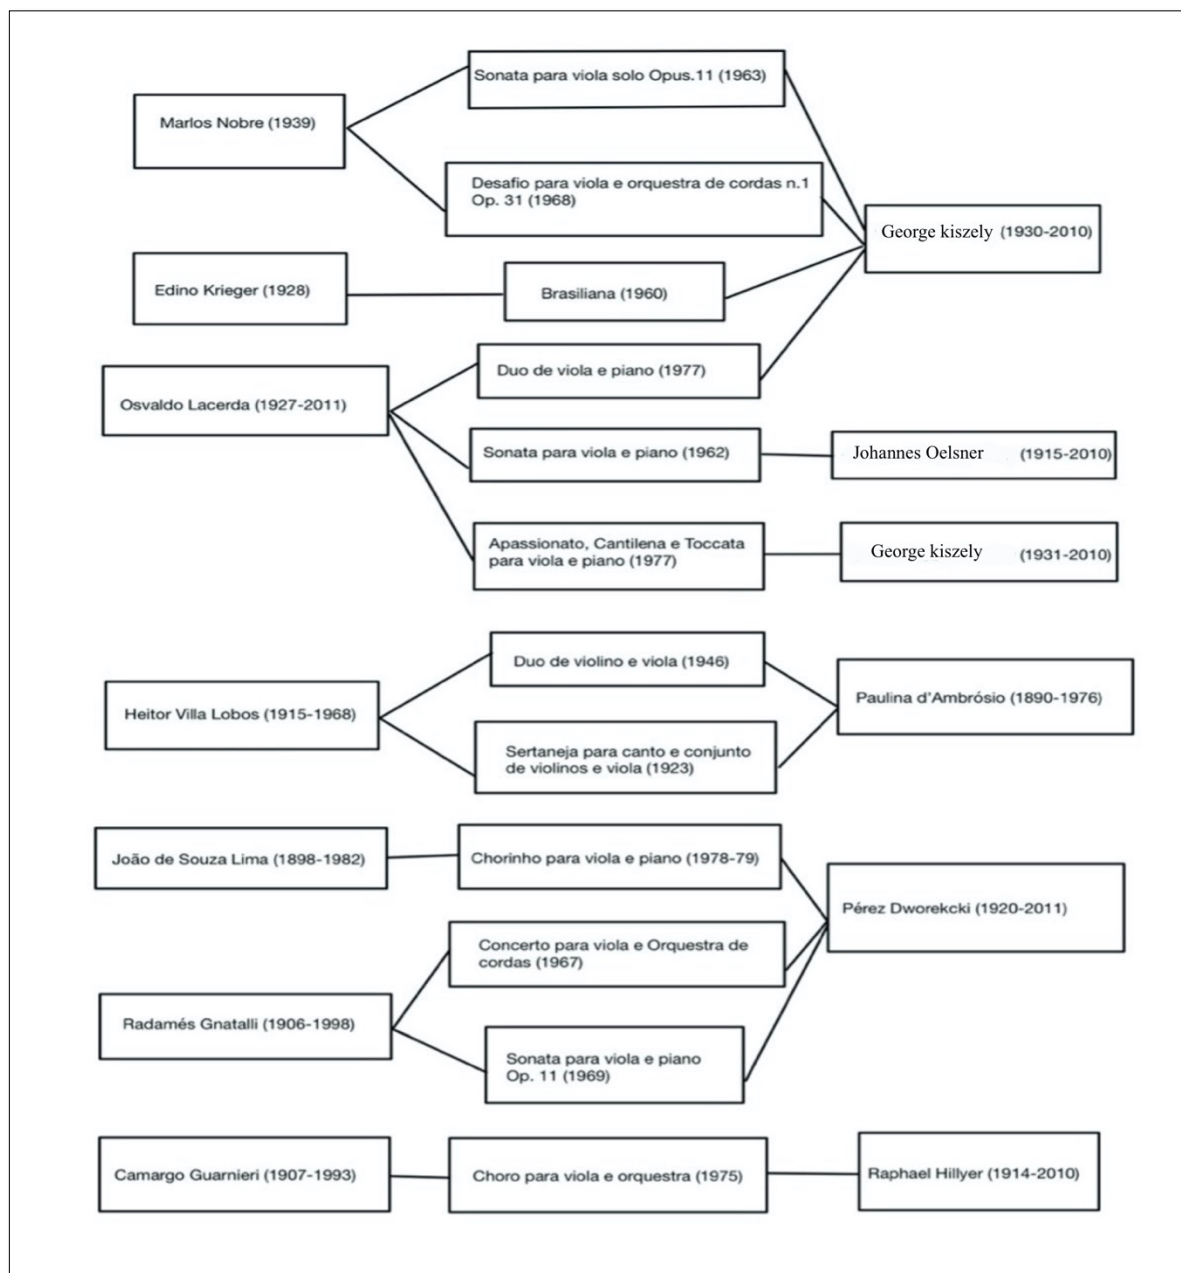 Marlos Nobre (1939)
Sonata para viola solo Opus.11 (1963)
Desafio para viola e orquestra de cordas n.1
Op. 31 (1968)
George kiszely (1930-2010)
Edino Krieger (1928)
Brasiliana (1960)
Osvaldo Lacerda (1927-2011)
Duo de viola e piano (1977)
Sonata para viola e piano (1962)
Johannes Oelsner (1915-2010)
Apassionato, Cantilena e Toccata
para viola e piano (1977)
George kiszely (1931-2010)
Heitor Villa Lobos (1915-1968)
Duo de violino e viola (1946)
Sertaneja para canto e conjunto
de violinos e viola (1923)
Paulina d'Ambrósio (1890-1976)
João de Souza Lima (1898-1982)
Chorinho para viola e piano (1978-79)
Pérez Dworekcki (1920-2011)
Radamés Gnatalli (1906-1998)
Concerto para viola e Orquestra de
cordas (1967)
Sonata para viola e piano
Op. 11 (1969)
Camargo Guarnieri (1907-1993)
Choro para viola e orquestra (1975)
Raphael Hillyer (1914-2010)